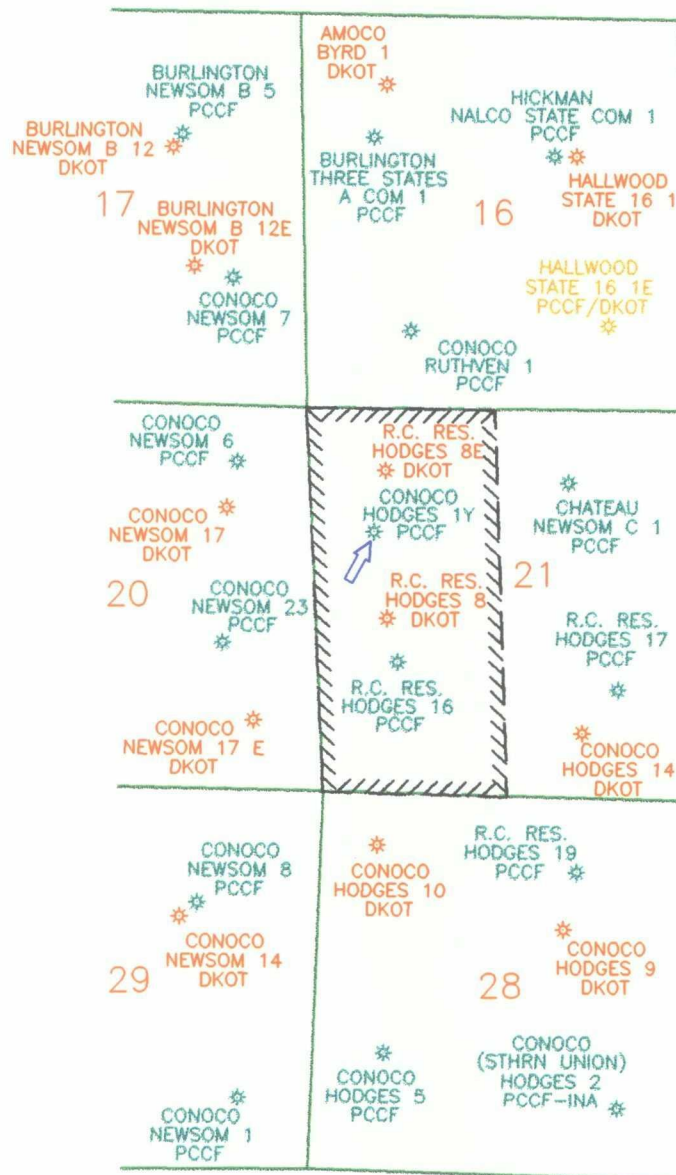 AMOCO
BYRD 1
DKOT
BURLINGTON
NEWSOM B 5
PCCF
HICKMAN
NALCO STATE COM 1
PCCF
BURLINGTON
NEWSOM B 12
DKOT
BURLINGTON
THREE STATES
A COM 1
PCCF
HALLWOOD
STATE 16 1
DKOT
17
16
BURLINGTON
NEWSOM B 12E
DKOT
HALLWOOD
STATE 16 1E
PCCF/DKOT
CONOCO
NEWSOM 7
PCCF
CONOCO
RUTHVEN 1
PCCF
CONOCO
NEWSOM 6
PCCF
R.C. RES.
HODGES 8E
DKOT
CONOCO
HODGES 1Y
PCCF
CHATEAU
NEWSOM C 1
PCCF
CONOCO
NEWSOM 17
DKOT
20
21
CONOCO
NEWSOM 23
PCCF
R.C. RES.
HODGES 8
DKOT
R.C. RES.
HODGES 17
PCCF
R.C. RES.
HODGES 16
PCCF
CONOCO
NEWSOM 17 E
DKOT
CONOCO
HODGES 14
DKOT
CONOCO
NEWSOM 8
PCCF
CONOCO
HODGES 10
DKOT
R.C. RES.
HODGES 19
PCCF
CONOCO
NEWSOM 14
DKOT
CONOCO
HODGES 9
DKOT
29
28
CONOCO
HODGES 5
PCCF
CONOCO
(STHRN UNION)
HODGES 2
PCCF-INA
CONOCO
NEWSOM 1
PCCF